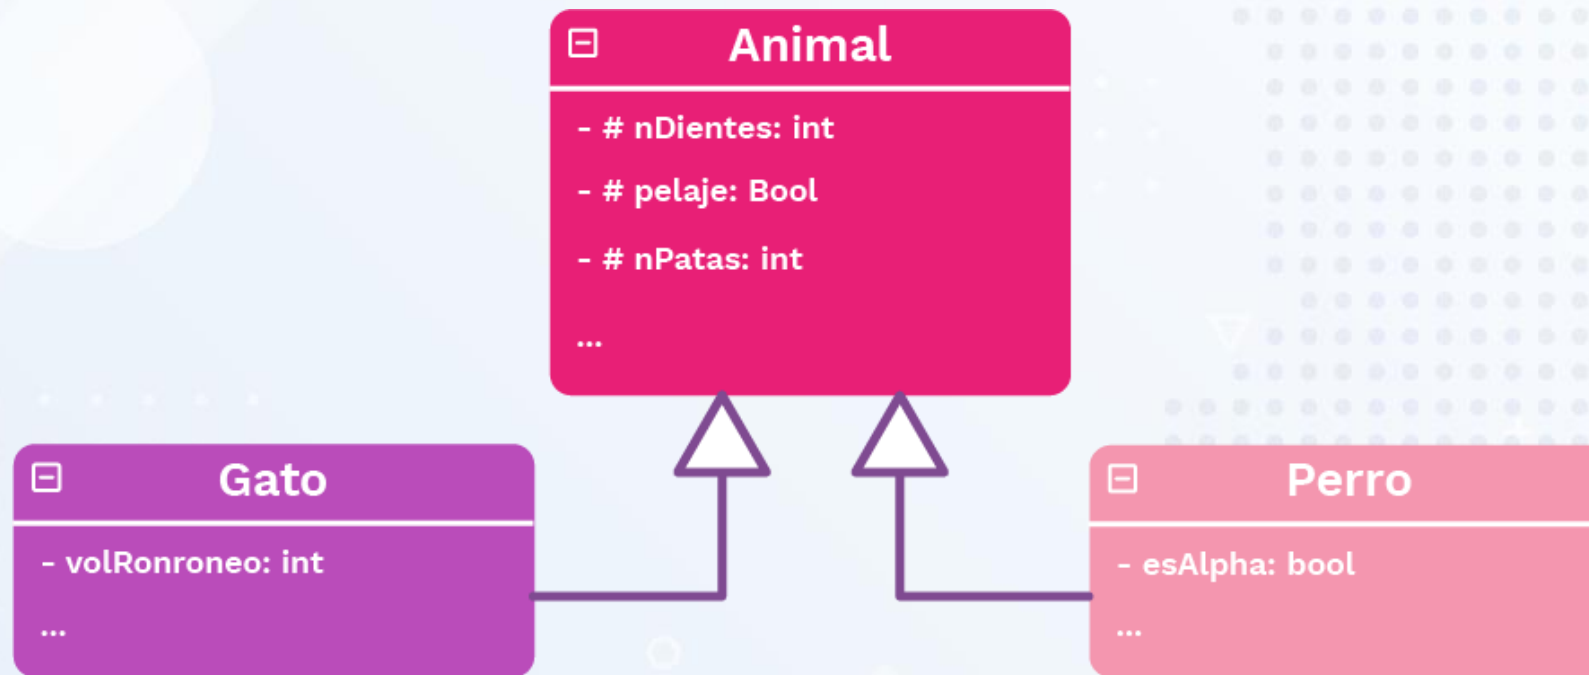 Animal
- # nDientes: int
- # pelaje: Bool
- # nPatas: int
...
Gato
- volRonroneo: int
...
Perro
- esAlpha: bool
...